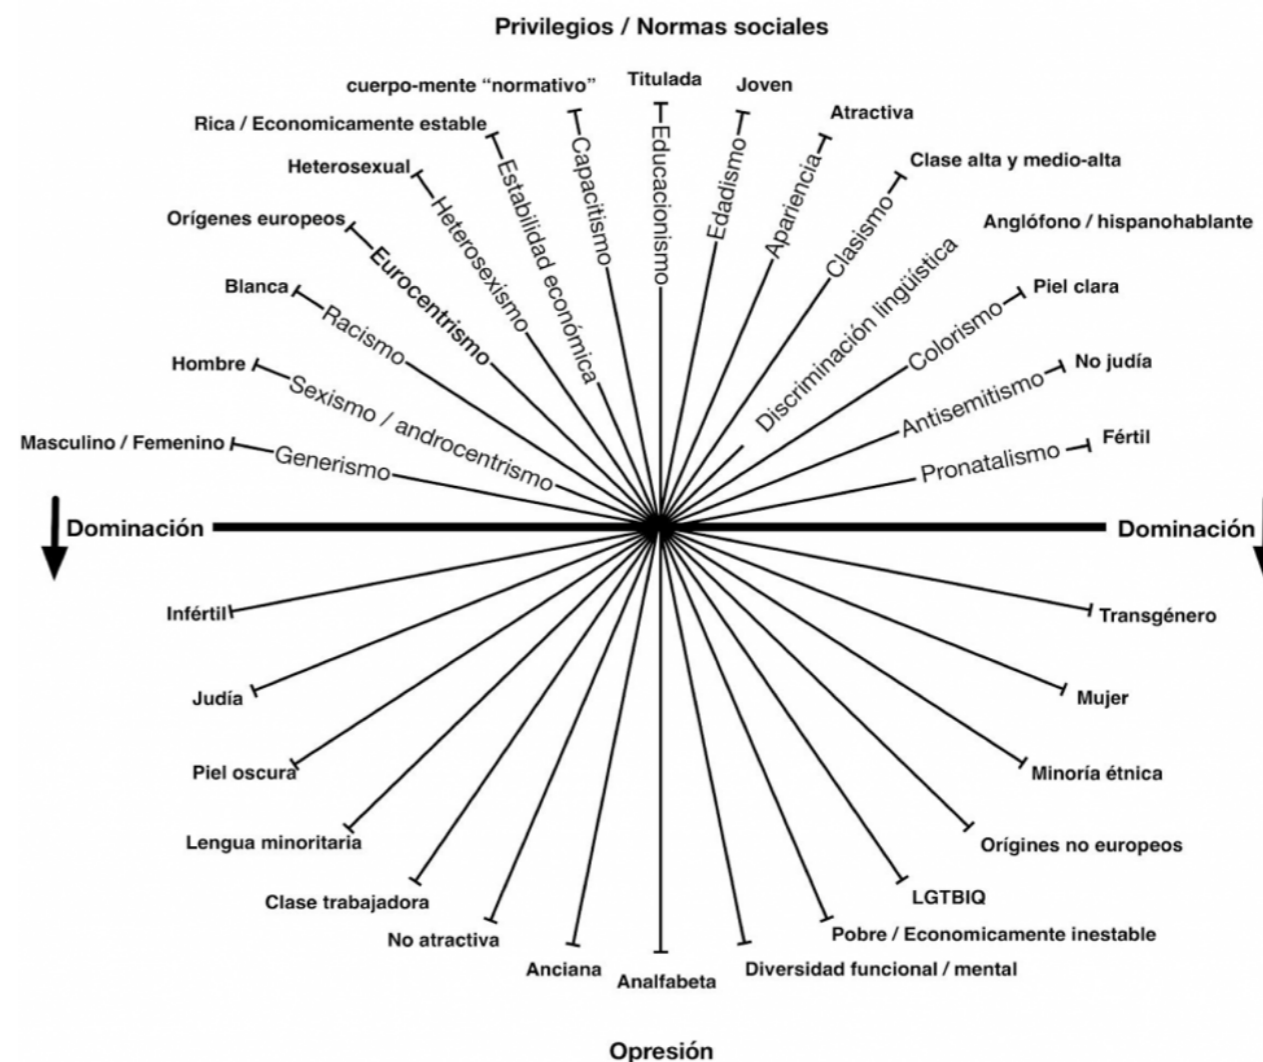 Privilegios / Normas sociales
Titulada
cuerpo-mente “normativo”
Joven
Rica / Economicamente estable
Atractiva
Heterosexual
Clase alta y medio-alta
Orígenes europeos
Anglófono / hispanohablante
Blanca
Piel clara
Hombre
No judía
Masculino / Femenino
Fértil
Generismo
Sexismo / androcentrismo
Racismo
Eurocentrismo
Heterosexismo
Estabilidad económica
Capacitismo
Educacionismo
Edadismo
Apariencia
Clasismo
Discriminación lingüística
Colorismo
Antisemitismo
Pronatalismo
Dominación
Dominación
Infértil
Transgénero
Judía
Mujer
Piel oscura
Minoría étnica
Lengua minoritaria
Orígines no europeos
Clase trabajadora
LGTBIQ
No atractiva
Pobre / Economicamente inestable
Anciana
Diversidad funcional / mental
Analfabeta
Opresión